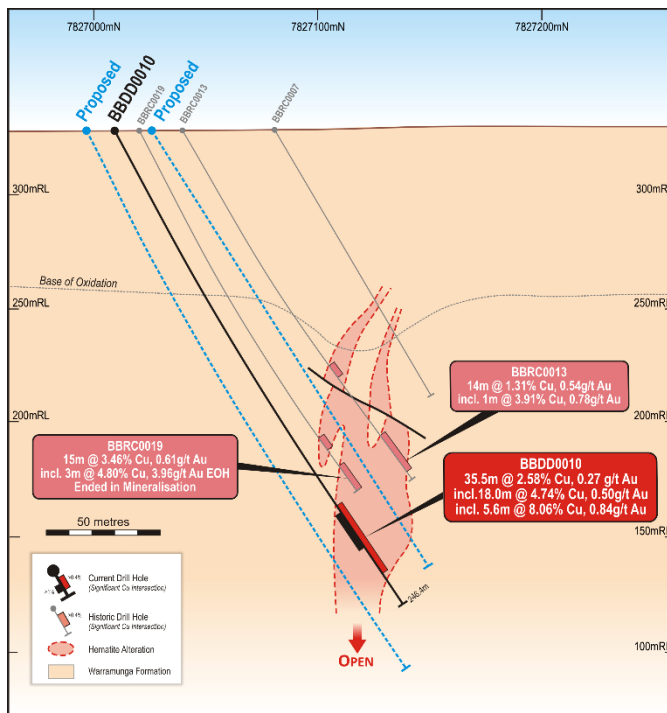 7827000mN
7827100mN
7827200mN
Proposed
BBDD0010
BBRC0019
BBRC0013
Proposed
BBRC0007
300mRL
300mRL
Base of Oxidation
250mRL
250mRL
200mRL
200mRL
BBRC0013
14m @ 1.31% Cu, 0.54g/t Au
incl. 1m @ 3.91% Cu, 0.78g/t Au
BBRC0019
15m @ 3.46% Cu, 0.61g/t Au
incl. 3m @ 4.80% Cu, 3.96g/t Au EOH
Ended in Mineralisation
BBDD0010
35.5m @ 2.58% Cu, 0.27 g/t Au
incl.18.0m @ 4.74% Cu, 0.50g/t Au
incl. 5.6m @ 8.06% Cu, 0.84g/t Au
50 metres
150mRL
246.4m
100mRL
OPEN
Current Drill Hole
(Significant Cu Intersection)
Historic Drill Hole
(Significant Cu Intersection)
Hematite Alteration
Warramunga Formation